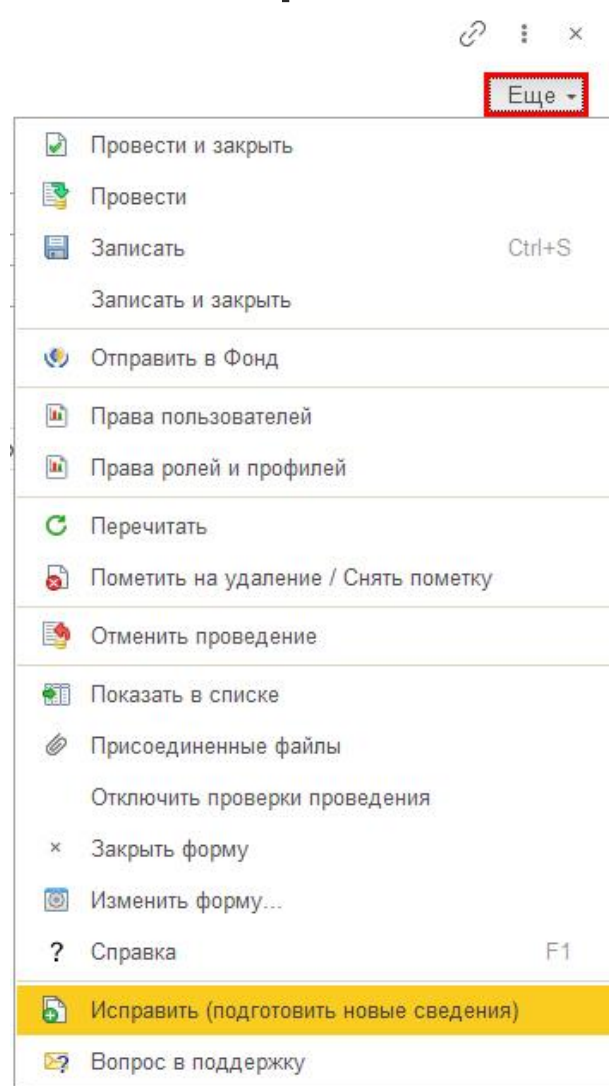 Еще
Провести и закрыть
Провести
Записать Ctrl+S
Записать и закрыть
Отправить в Фонд
Права пользователей
Права ролей и профилей
Перечитать
Пометить на удаление / Снять пометку
Отменить проведение
Показать в списке
Присоединенные файлы
Отключить проверки проведения
Закрыть форму
Изменить форму...
Справка F1
Исправить (подготовить новые сведения)
Вопрос в поддержку